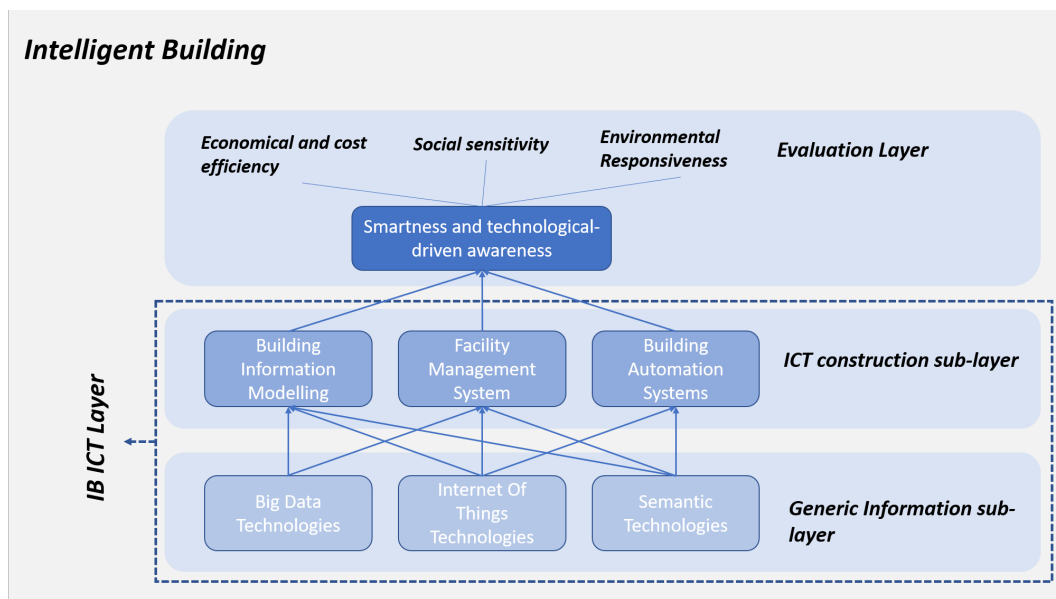 Intelligent Building
Economical and cost
efficiency
Social sensitivity
Environmental
Responsiveness
Evaluation Layer
Smartness and technological-
driven awareness
Building
Information
Modelling
Facility
Management
System
Building
Automation
Systems
ICT construction sub-layer
IB ICT Layer
Big Data
Technologies
Internet Of
Things
Technologies
Semantic
Technologies
Generic Information sub-
layer